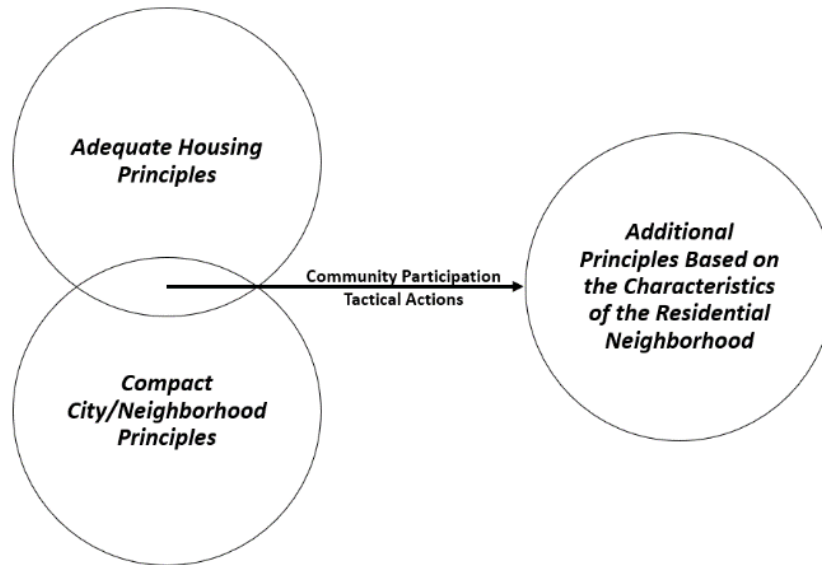 Adequate Housing
Principles
Community Participation
Tactical Actions
Compact
City/Neighborhood
Principles
Additional
Principles Based on
the Characteristics
of the Residential
Neighborhood